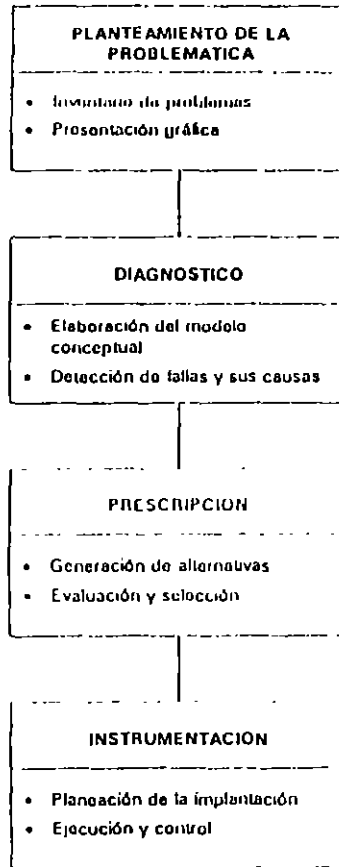 PLANTEAMIENTO DE LA
PROBLEMATICA
• Inventario de problemas
• Presentación gráfica
DIAGNOSTICO
• Elaboración del modelo
conceptual
• Detección de fallas y sus causas
PRESCRIPCION
• Generación de alternativas
• Evaluación y selección
INSTRUMENTACION
• Planeación de la implantación
• Ejecución y control